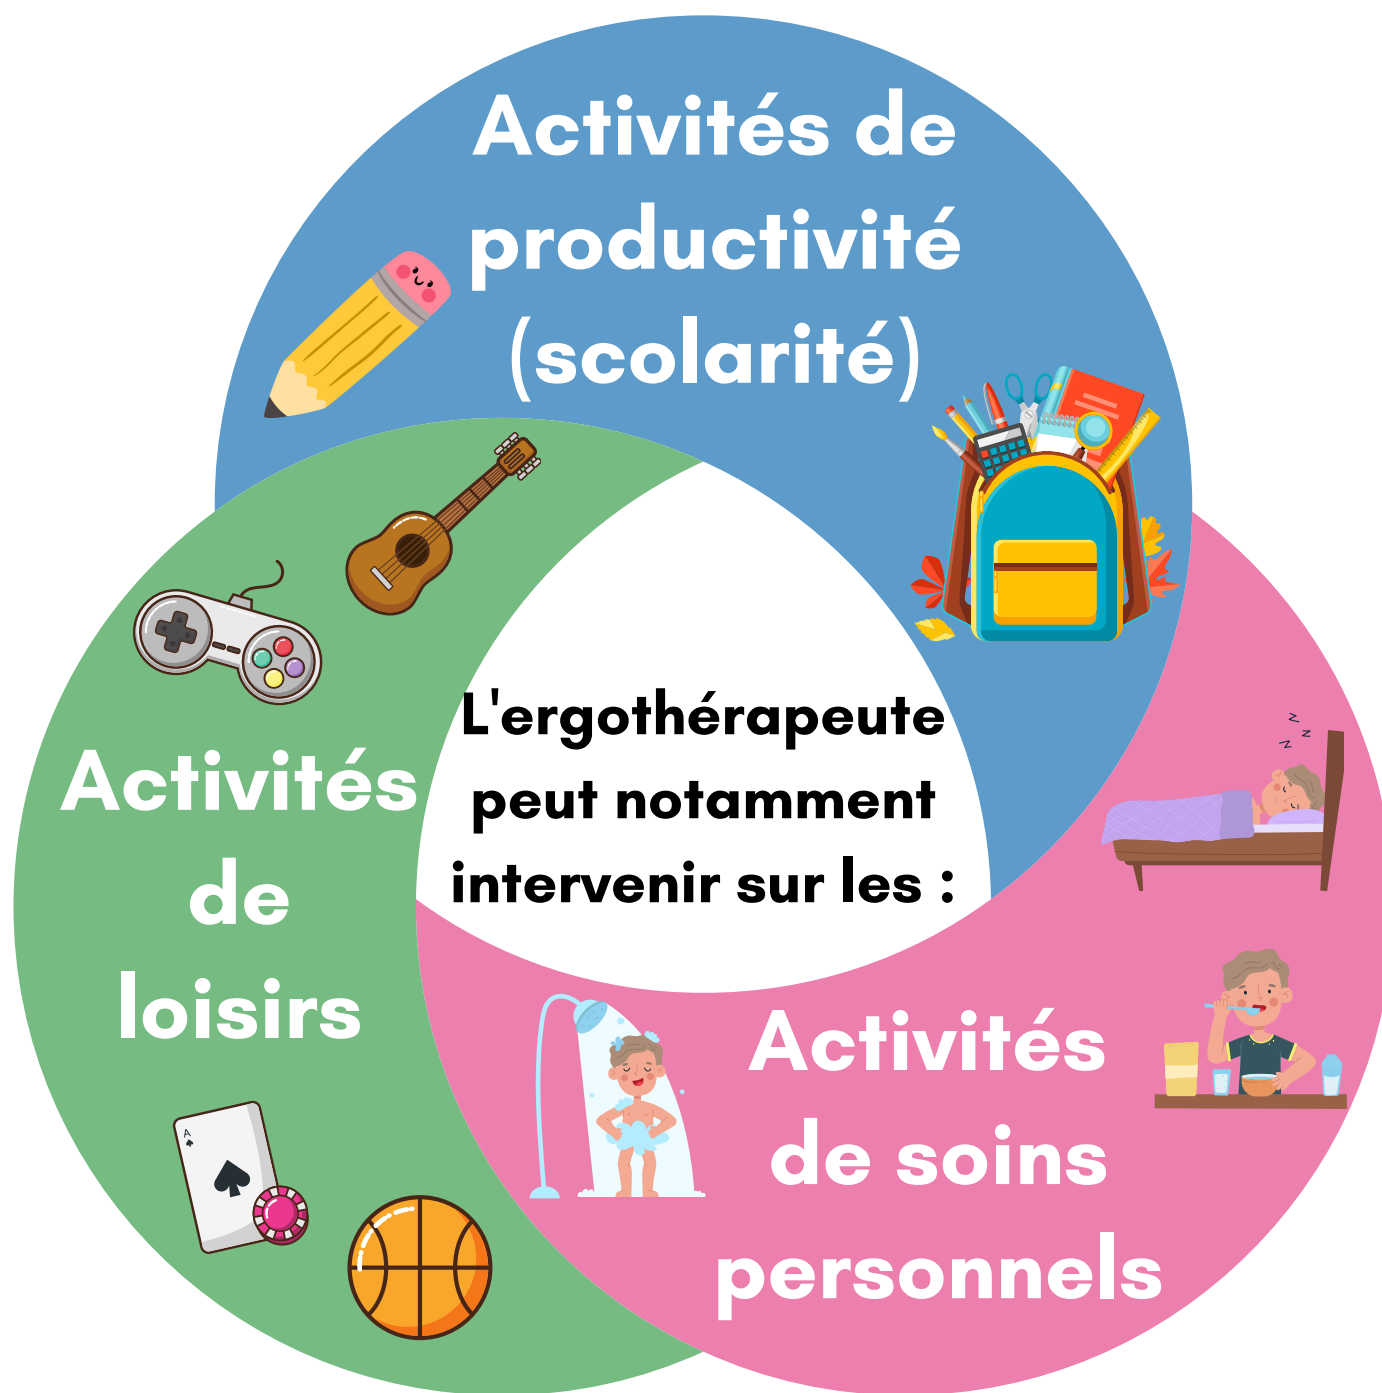 Activités de
productivité
(scolarité)
L'ergothérapeute
peut notamment
intervenir sur les :
Activités
de
loisirs
Activités
de soins
personnels
z
z
z
A